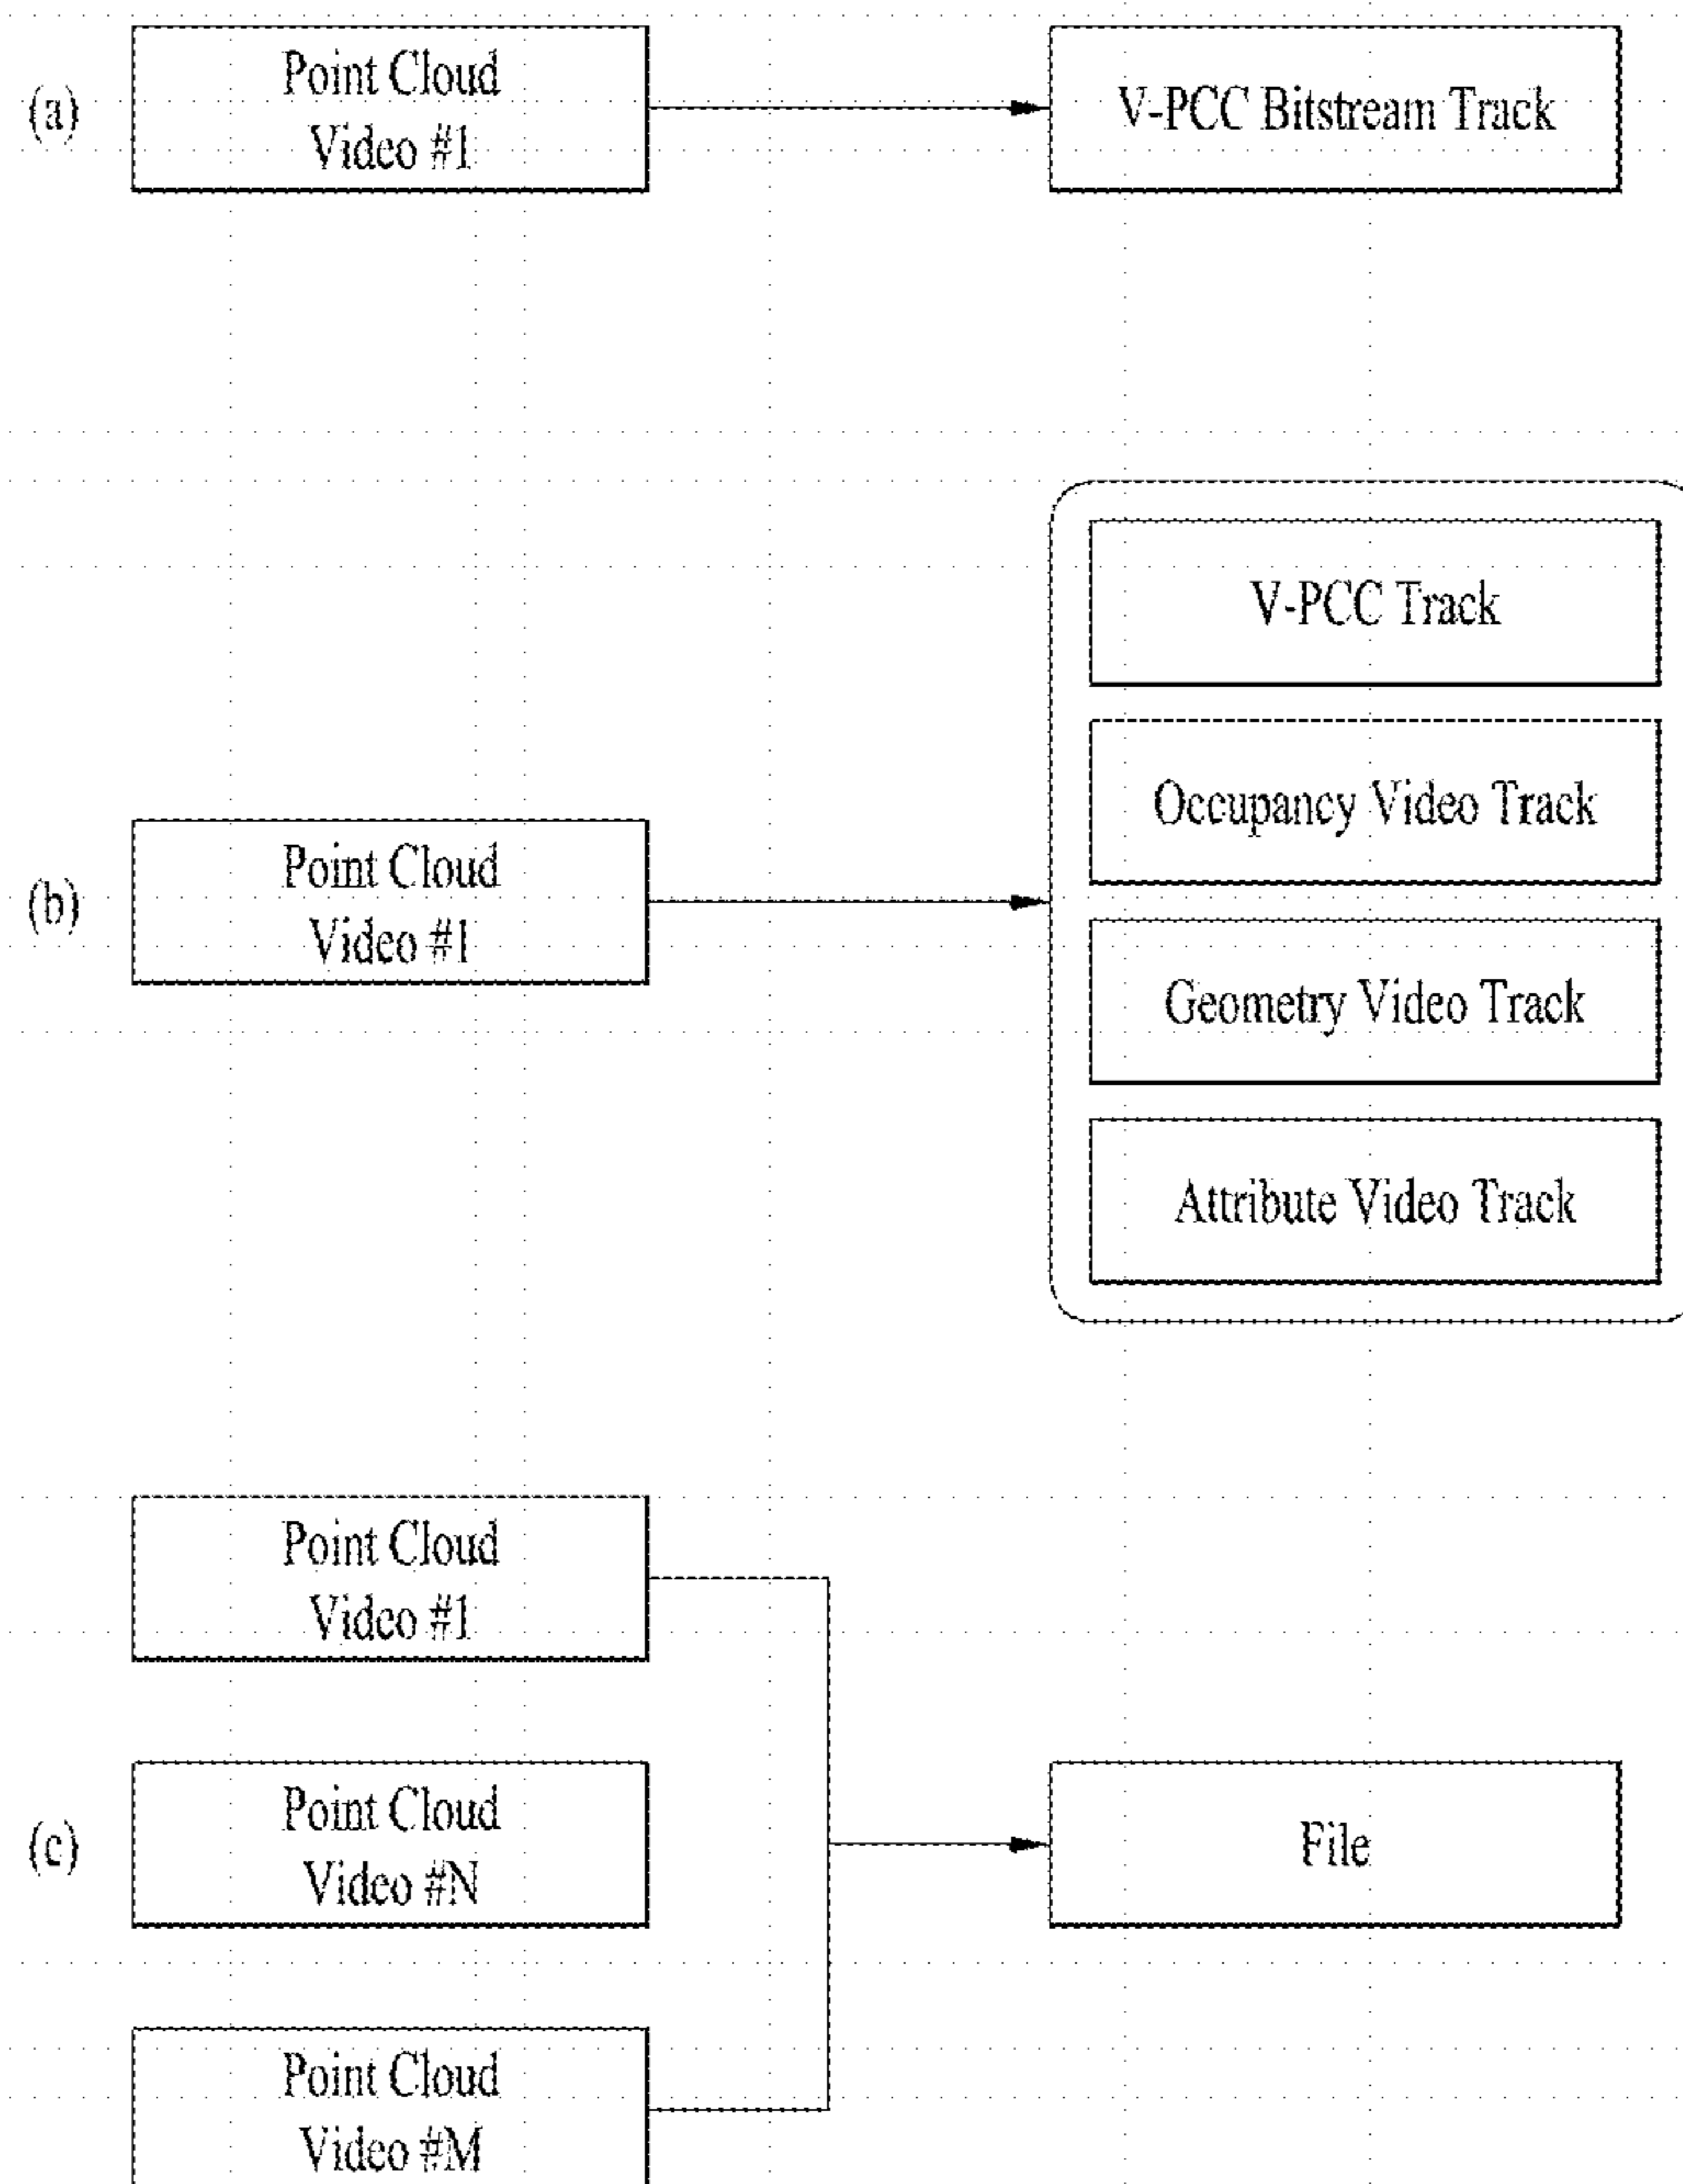 (a)
Point Cloud
Video #1
V-PCC Bitstream Track
V-PCC Track
Occupancy Video Track
(b)
Point Cloud
Video #1
Geometry Video Track
Attribute Video Track
Point Cloud
Video #1
(c)
Point Cloud
Video #N
File
Point Cloud
Video #M